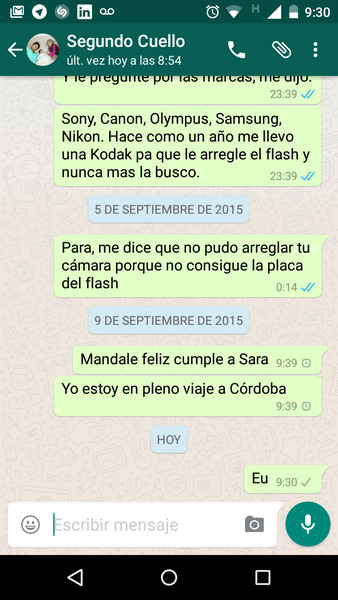 H 9:30
Segundo Cuello
últ. vez hoy a las 8:54
Y le pregunte por las marcas, me dijo:
23:39
Sony, Canon, Olympus, Samsung,
Nikon. Hace como un año me llevo
una Kodak pa que le arregle el flash y
nunca mas la busco.
23:39
5 DE SEPTIEMBRE DE 2015
Para, me dice que no pudo arreglar tu
cámara porque no consigue la placa
del flash
0:14
9 DE SEPTIEMBRE DE 2015
Mandale feliz cumple a Sara 9:39
Yo estoy en pleno viaje a Córdoba
9:39
HOY
Eu 9:30
Escribir mensaje